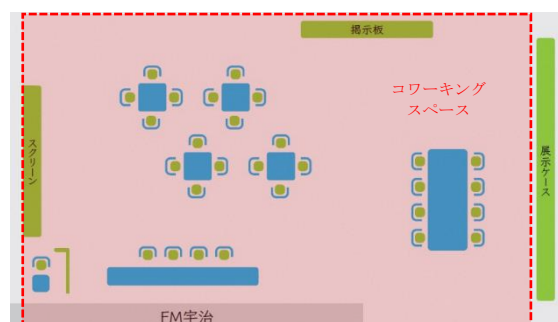 掲示板
コワーキング
スペース
スクリーン
展示ケース
FM宇治